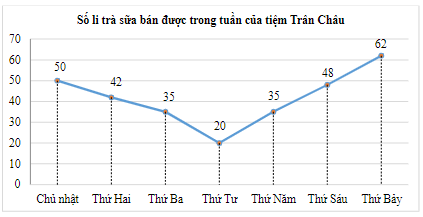 Số li trà sữa bán được trong tuần của tiệm Trân Châu
70
60
50
40
30
20
10
0
50
42
35
20
35
48
62
Chủ nhật
Thứ Hai
Thứ Ba
Thứ Tư
Thứ Năm
Thứ Sáu
Thứ Bảy